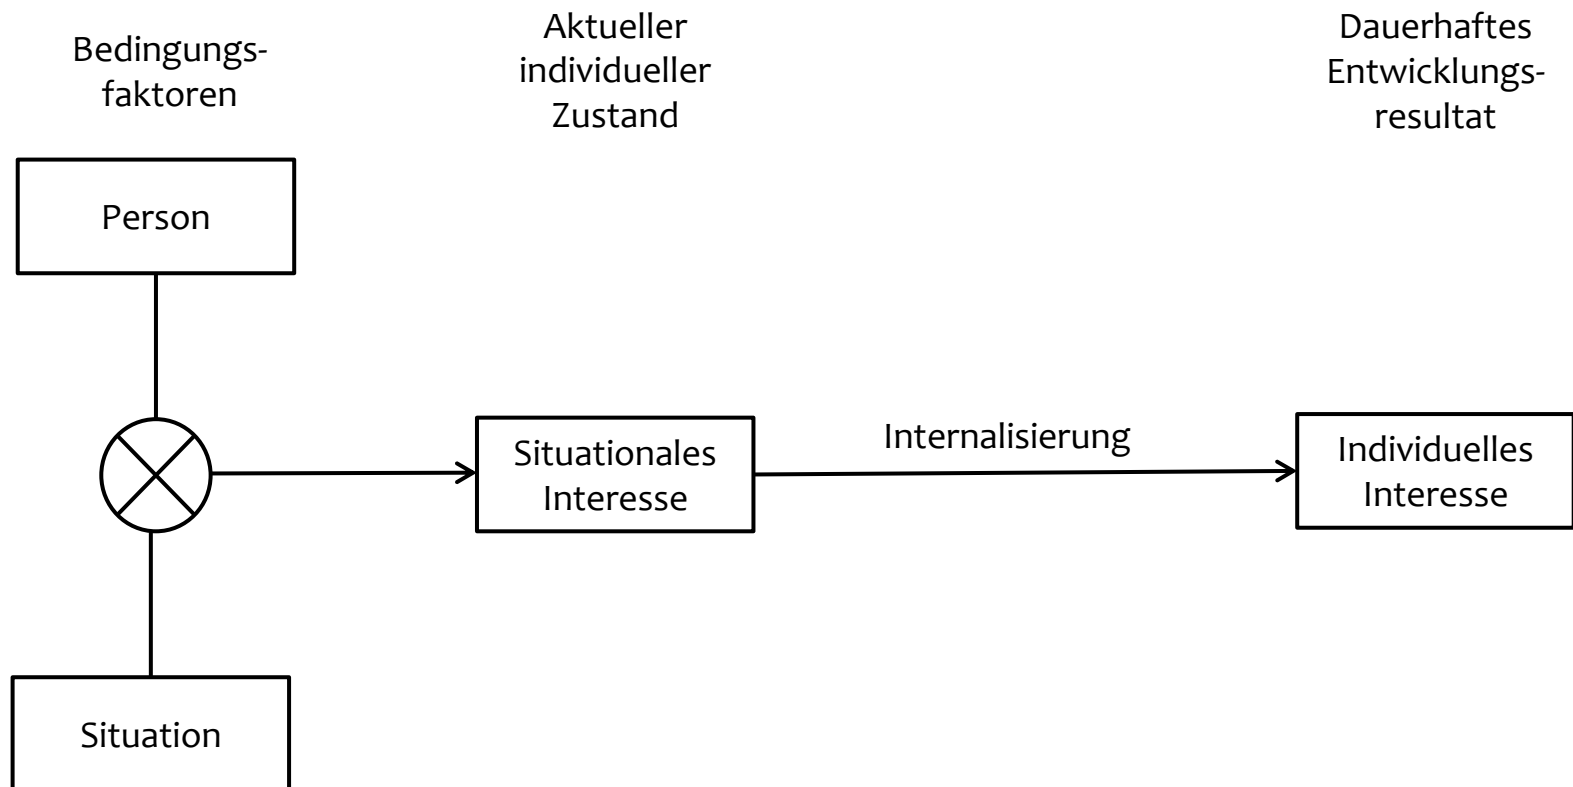 Bedingungs-
faktoren
Aktueller
individueller
Zustand
Dauerhaftes
Entwicklungs-
resultat
Person
Situationales
Interesse
Internalisierung
Individuelles
Interesse
Situation